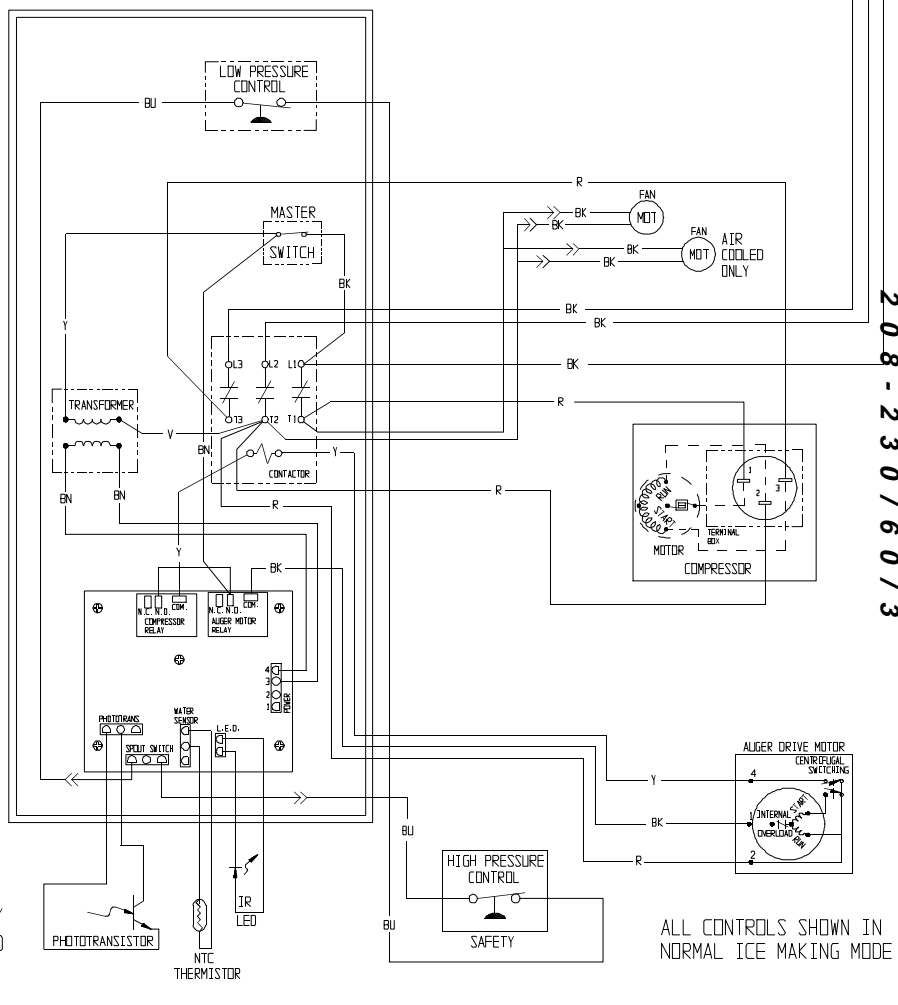 LOW PRESSURE
CONTROL
BU
R
FAN
MOT
BK
BK
MASTER
SWITCH
FAN
MOT
BK
BK
AIR
COOLED
ONLY
BK
BK
BK
Y
L3
L2
L1
BK
TRANSFORMER
R
T3
T2
T1
V
BN
Y
CONTACTOR
BN
BN
R
R
1
2
3
RUN
START
TERMINAL
BOX
MOTOR
COMPRESSOR
Y
BK
N.C. N.O. COM.
COMPRESSOR
RELAY
N.C. N.O. COM.
AUGER MOTOR
RELAY
4
3
2
1
POWER
PHOTOTRANS
WATER
SENSOR
L.E.D.
SPOUT SWITCH
AUGER DRIVE MOTOR
CENTRIFUGAL
SWITCHING
Y
4
START
BK
1
INTERNAL
OVERLOAD
RUN
R
2
BU
HIGH PRESSURE
CONTROL
SAFETY
IR
LED
BU
PHOTOTRANSISTOR
NTC
THERMISTOR
ALL CONTROLS SHOWN IN
NORMAL ICE MAKING MODE
208-230/60/3